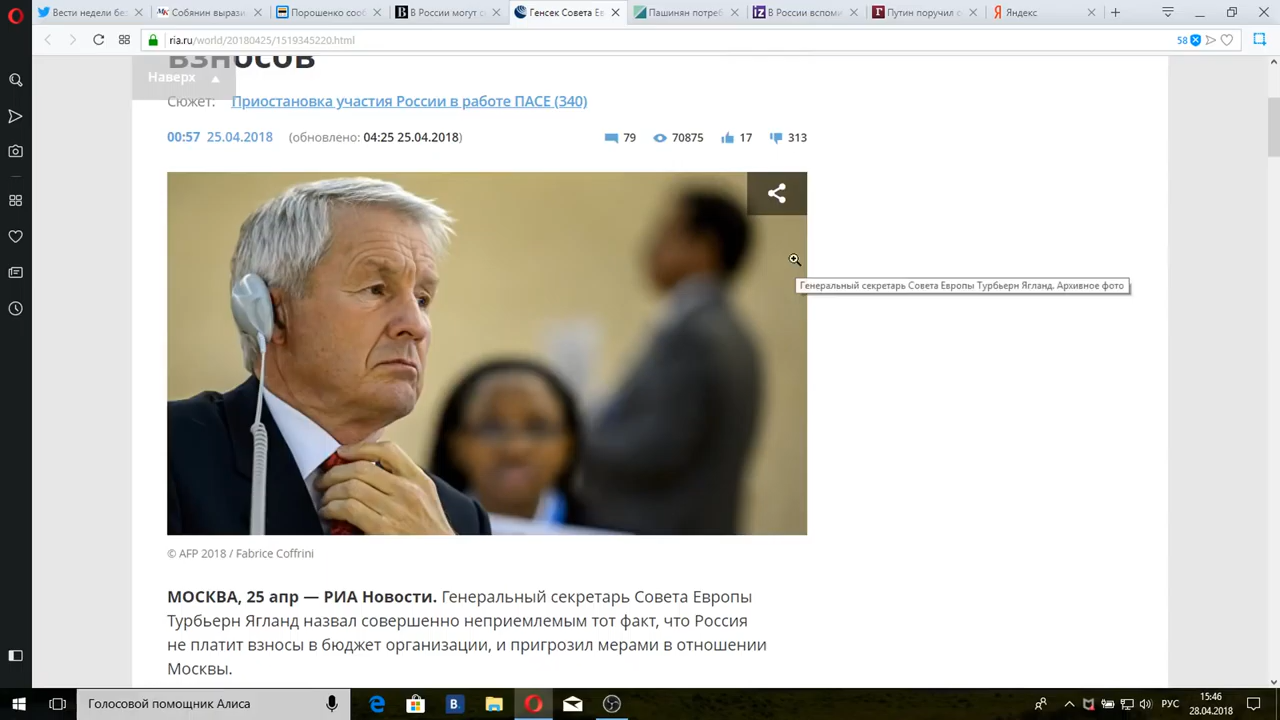 Вести недели бе
Собянин вырази
Порошенко сооб
В России могут с
Генсек Совета Ев
Пашинян потреб
В России вспоми
Путин поручил с
Яндекс
ria.ru/world/20180425/1519345220.html
58
взносов
Наверх
Сюжет: Приостановка участия России в работе ПАСЕ (340)
00:57 25.04.2018 (обновлено: 04:25 25.04.2018) 79 70875 17 313
Генеральный секретарь Совета Европы Турбьерн Ягланд. Архивное фото
© AFP 2018 / Fabrice Coffrini
МОСКВА, 25 апр — РИА Новости. Генеральный секретарь Совета Европы
Турбьерн Ягланд назвал совершенно неприемлемым тот факт, что Россия
не платит взносы в бюджет организации, и пригрозил мерами в отношении
Москвы.
Голосовой помощник Алиса
РУС
15:46
28.04.2018